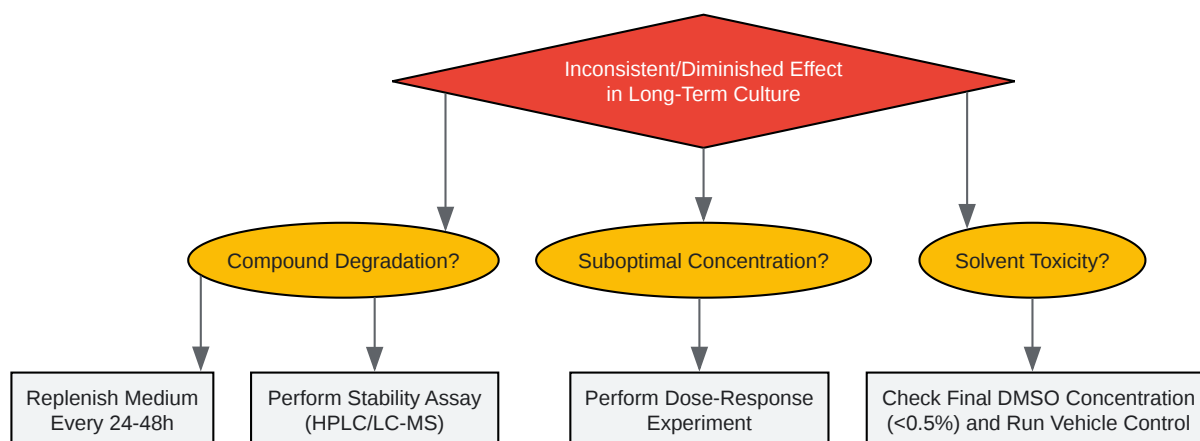 Inconsistent/Diminished Effect
in Long-Term Culture
Compound Degradation?
Suboptimal Concentration?
Solvent Toxicity?
Replenish Medium
Every 24-48h
Perform Stability Assay
(HPLC/LC-MS)
Perform Dose-Response
Experiment
Check Final DMSO Concentration
(<0.5%) and Run Vehicle Control